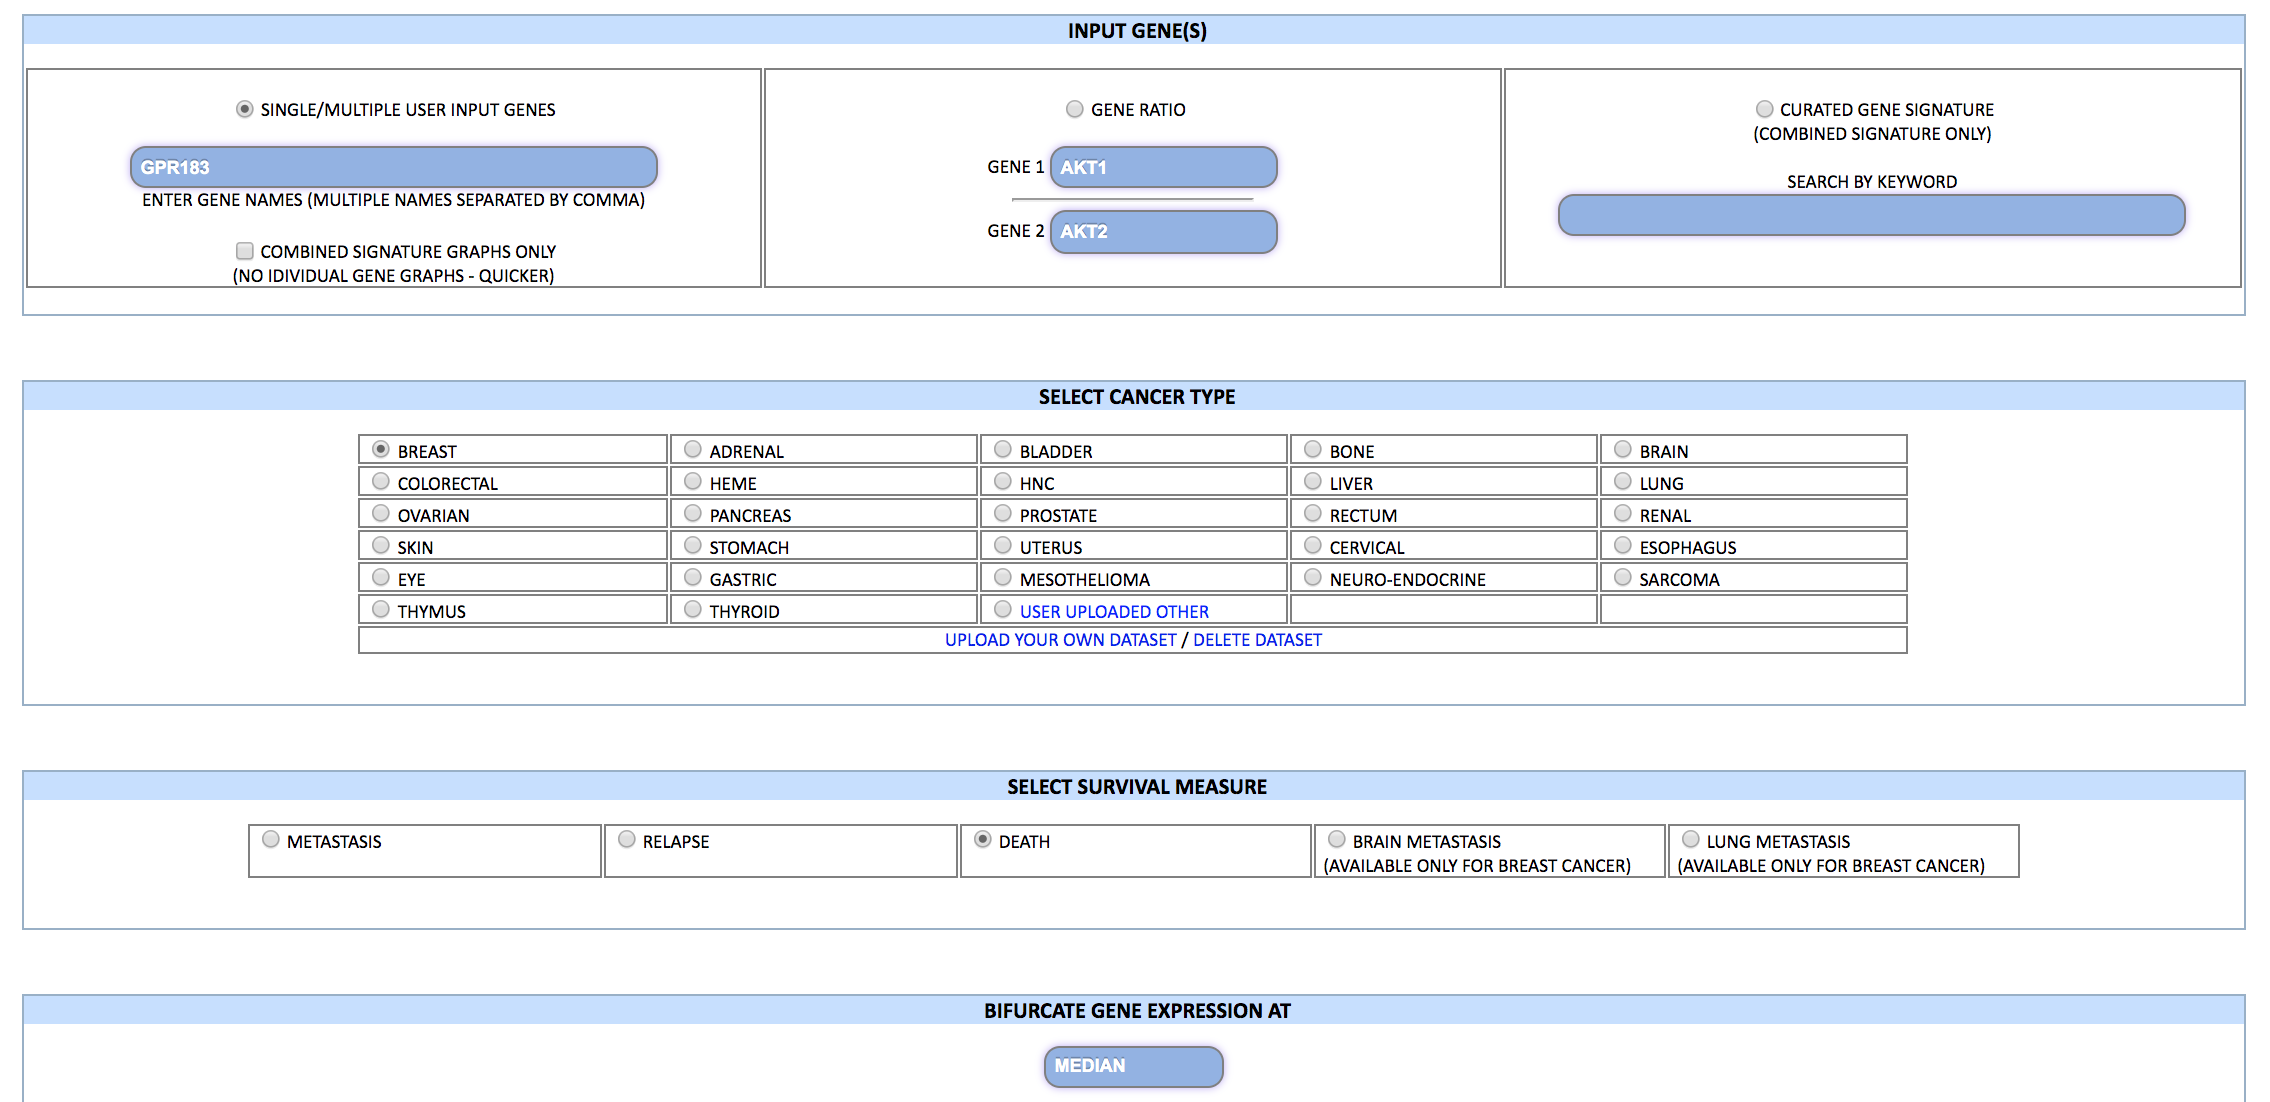 INPUT GENE(S)
SINGLE/MULTIPLE USER INPUT GENES
GPR183
ENTER GENE NAMES (MULTIPLE NAMES SEPARATED BY COMMA)
COMBINED SIGNATURE GRAPHS ONLY
(NO IDIVIDUAL GENE GRAPHS - QUICKER)
GENE RATIO
GENE 1 AKT1
GENE 2 AKT2
CURATED GENE SIGNATURE
(COMBINED SIGNATURE ONLY)
SEARCH BY KEYWORD
SELECT CANCER TYPE
BREAST ADRENAL BLADDER BONE BRAIN
COLORECTAL HEME HNC LIVER LUNG
OVARIAN PANCREAS PROSTATE RECTUM RENAL
SKIN STOMACH UTERUS CERVICAL ESOPHAGUS
EYE GASTRIC MESOTHELIOMA NEURO-ENDOCRINE SARCOMA
THYMUS THYROID USER UPLOADED OTHER
UPLOAD YOUR OWN DATASET / DELETE DATASET
SELECT SURVIVAL MEASURE
METASTASIS
RELAPSE
DEATH
BRAIN METASTASIS
(AVAILABLE ONLY FOR BREAST CANCER)
LUNG METASTASIS
(AVAILABLE ONLY FOR BREAST CANCER)
BIFURCATE GENE EXPRESSION AT
MEDIAN